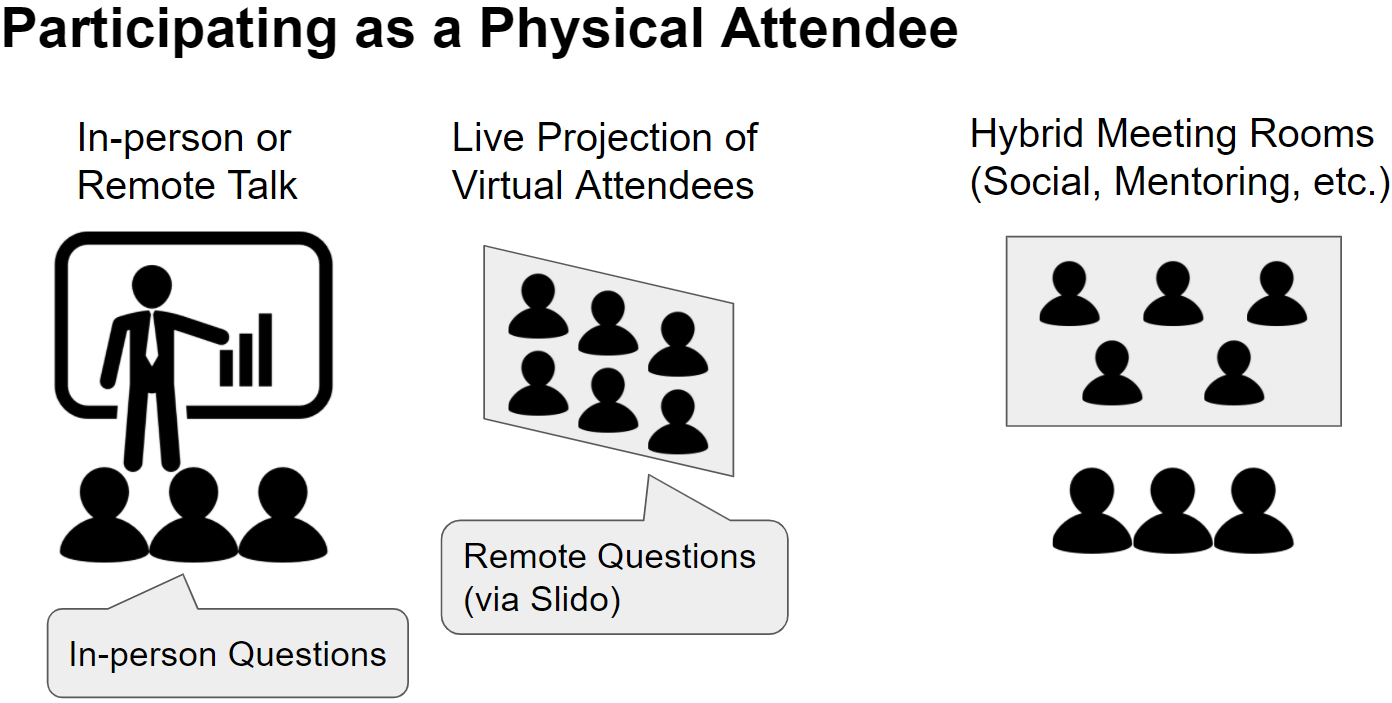 Participating as a Physical Attendee
In-person or
Remote Talk
Live Projection of
Virtual Attendees
Hybrid Meeting Rooms
(Social, Mentoring, etc.)
In-person Questions
Remote Questions
(via Slido)